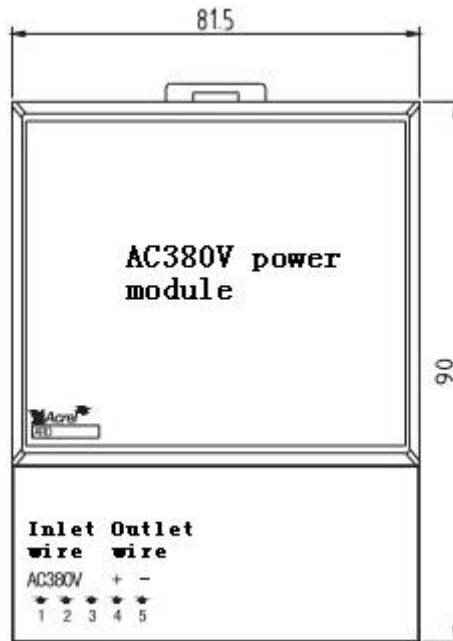 81.5
AC380V power
module
90
Acrel
Inlet Outlet
wire wire
AC380V + -
1 2 3 4 5